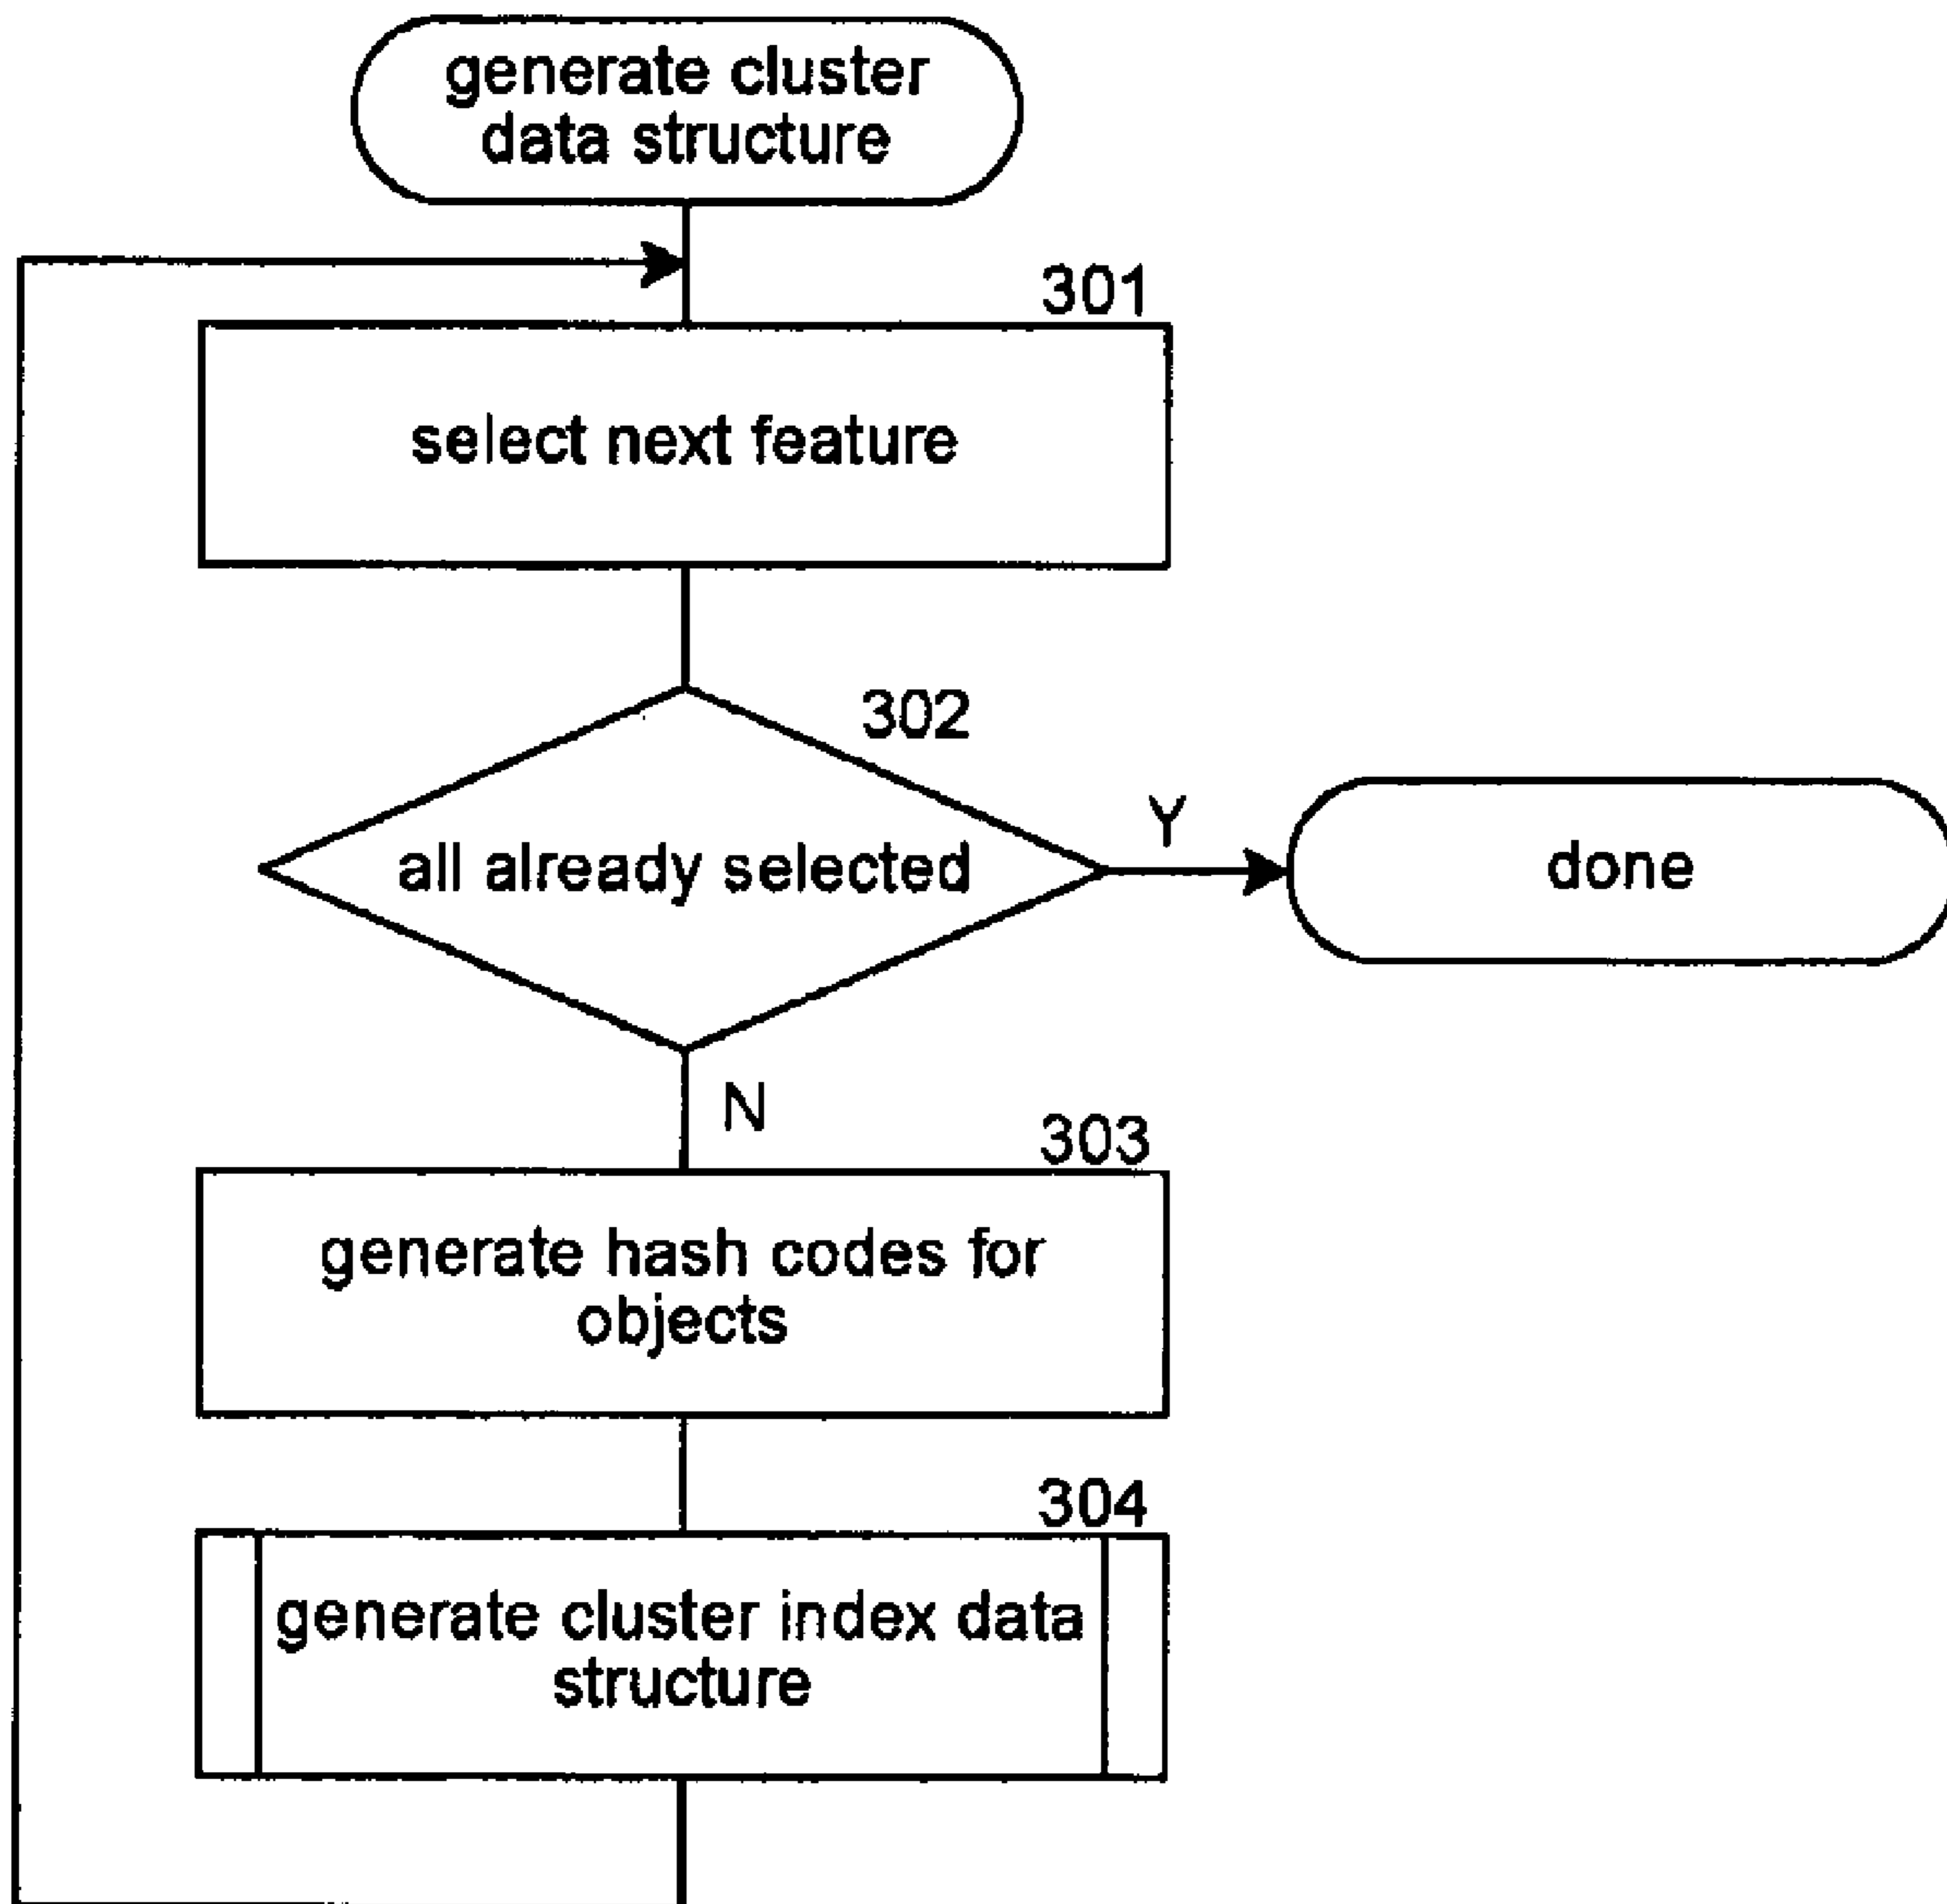 generate cluster
data structure
301
select next feature
302
all already selected
Y
done
N
303
generate hash codes for
objects
304
generate cluster index data
structure